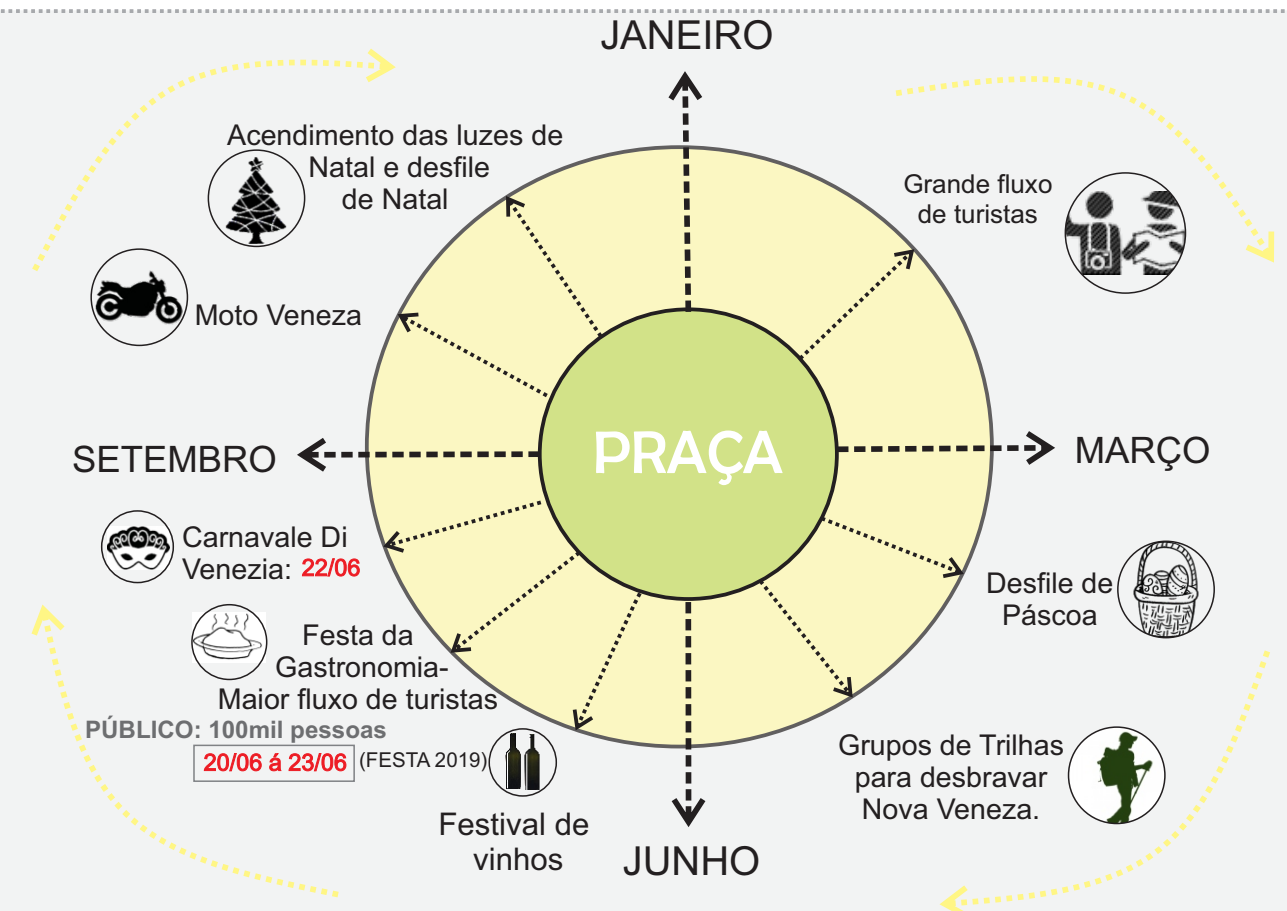 JANEIRO
Acendimento das luzes de
Natal e desfile
de Natal
Grande fluxo
de turistas
Moto Veneza
PRAÇA
SETEMBRO
MARÇO
Carnavale Di
Venezia: 22/06
Desfile de
Páscoa
Festa da
Gastronomia-
Maior fluxo de turistas
PÚBLICO: 100mil pessoas
20/06 á 23/06 (FESTA 2019)
Grupos de Trilhas
para desbravar
Nova Veneza.
Festival de
vinhos
JUNHO